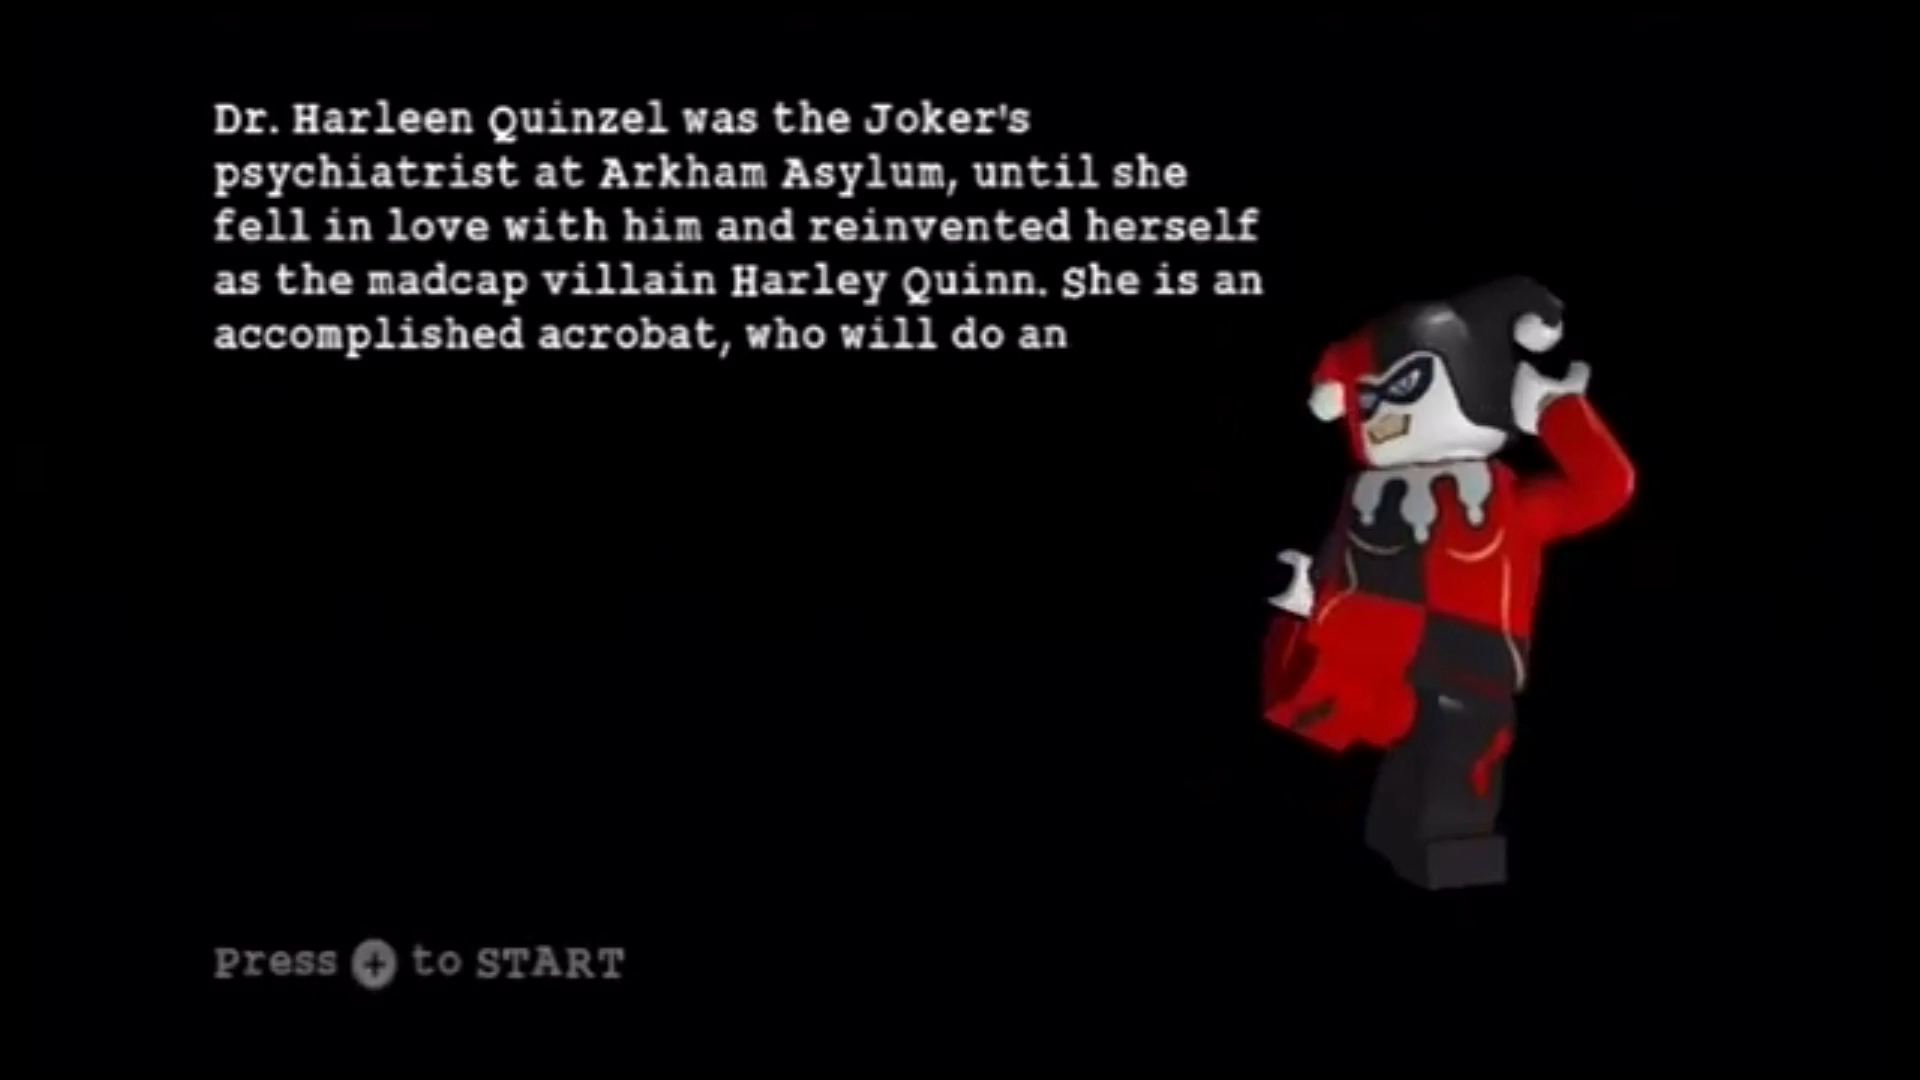 Dr. Harleen Quinzel was the Joker's
psychiatrist at Arkham Asylum, until she
fell in love with him and reinvented herself
as the madcap villain Harley Quinn. She is an
accomplished acrobat, who will do an
Press + to START